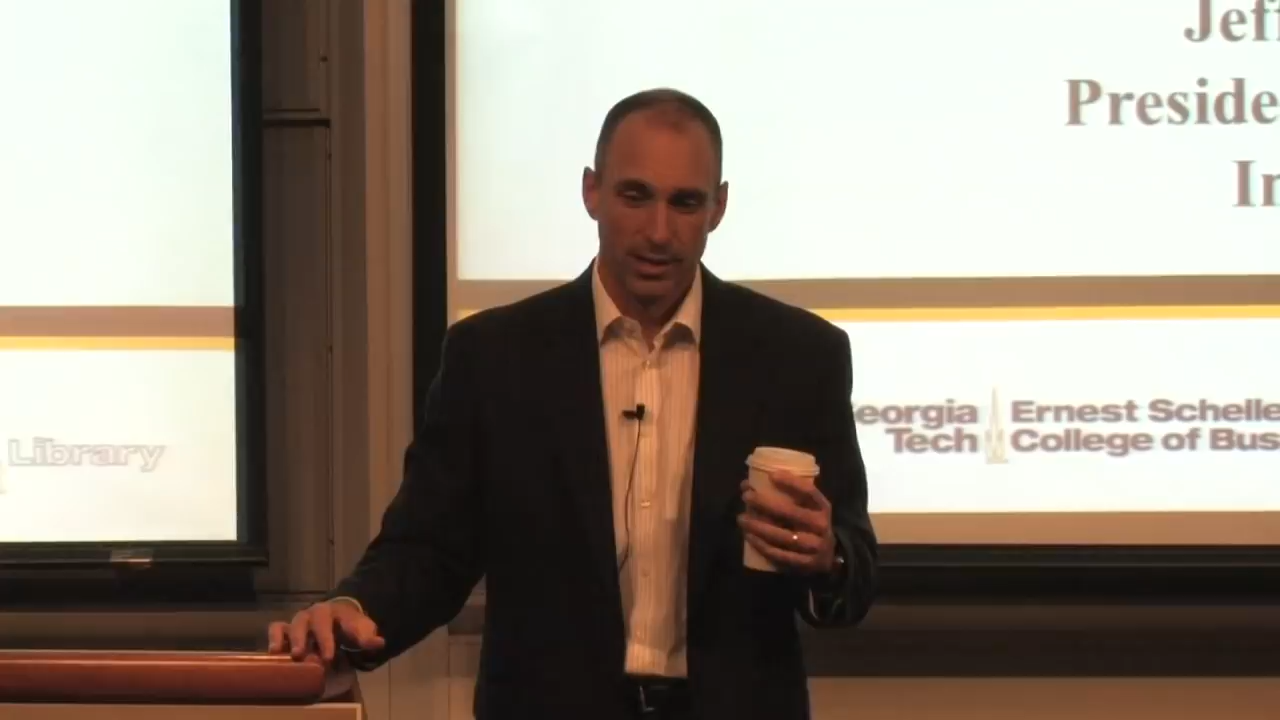 Jeff
Preside
In
Library
eorgia
Tech
Ernest Schelle
College of Bus